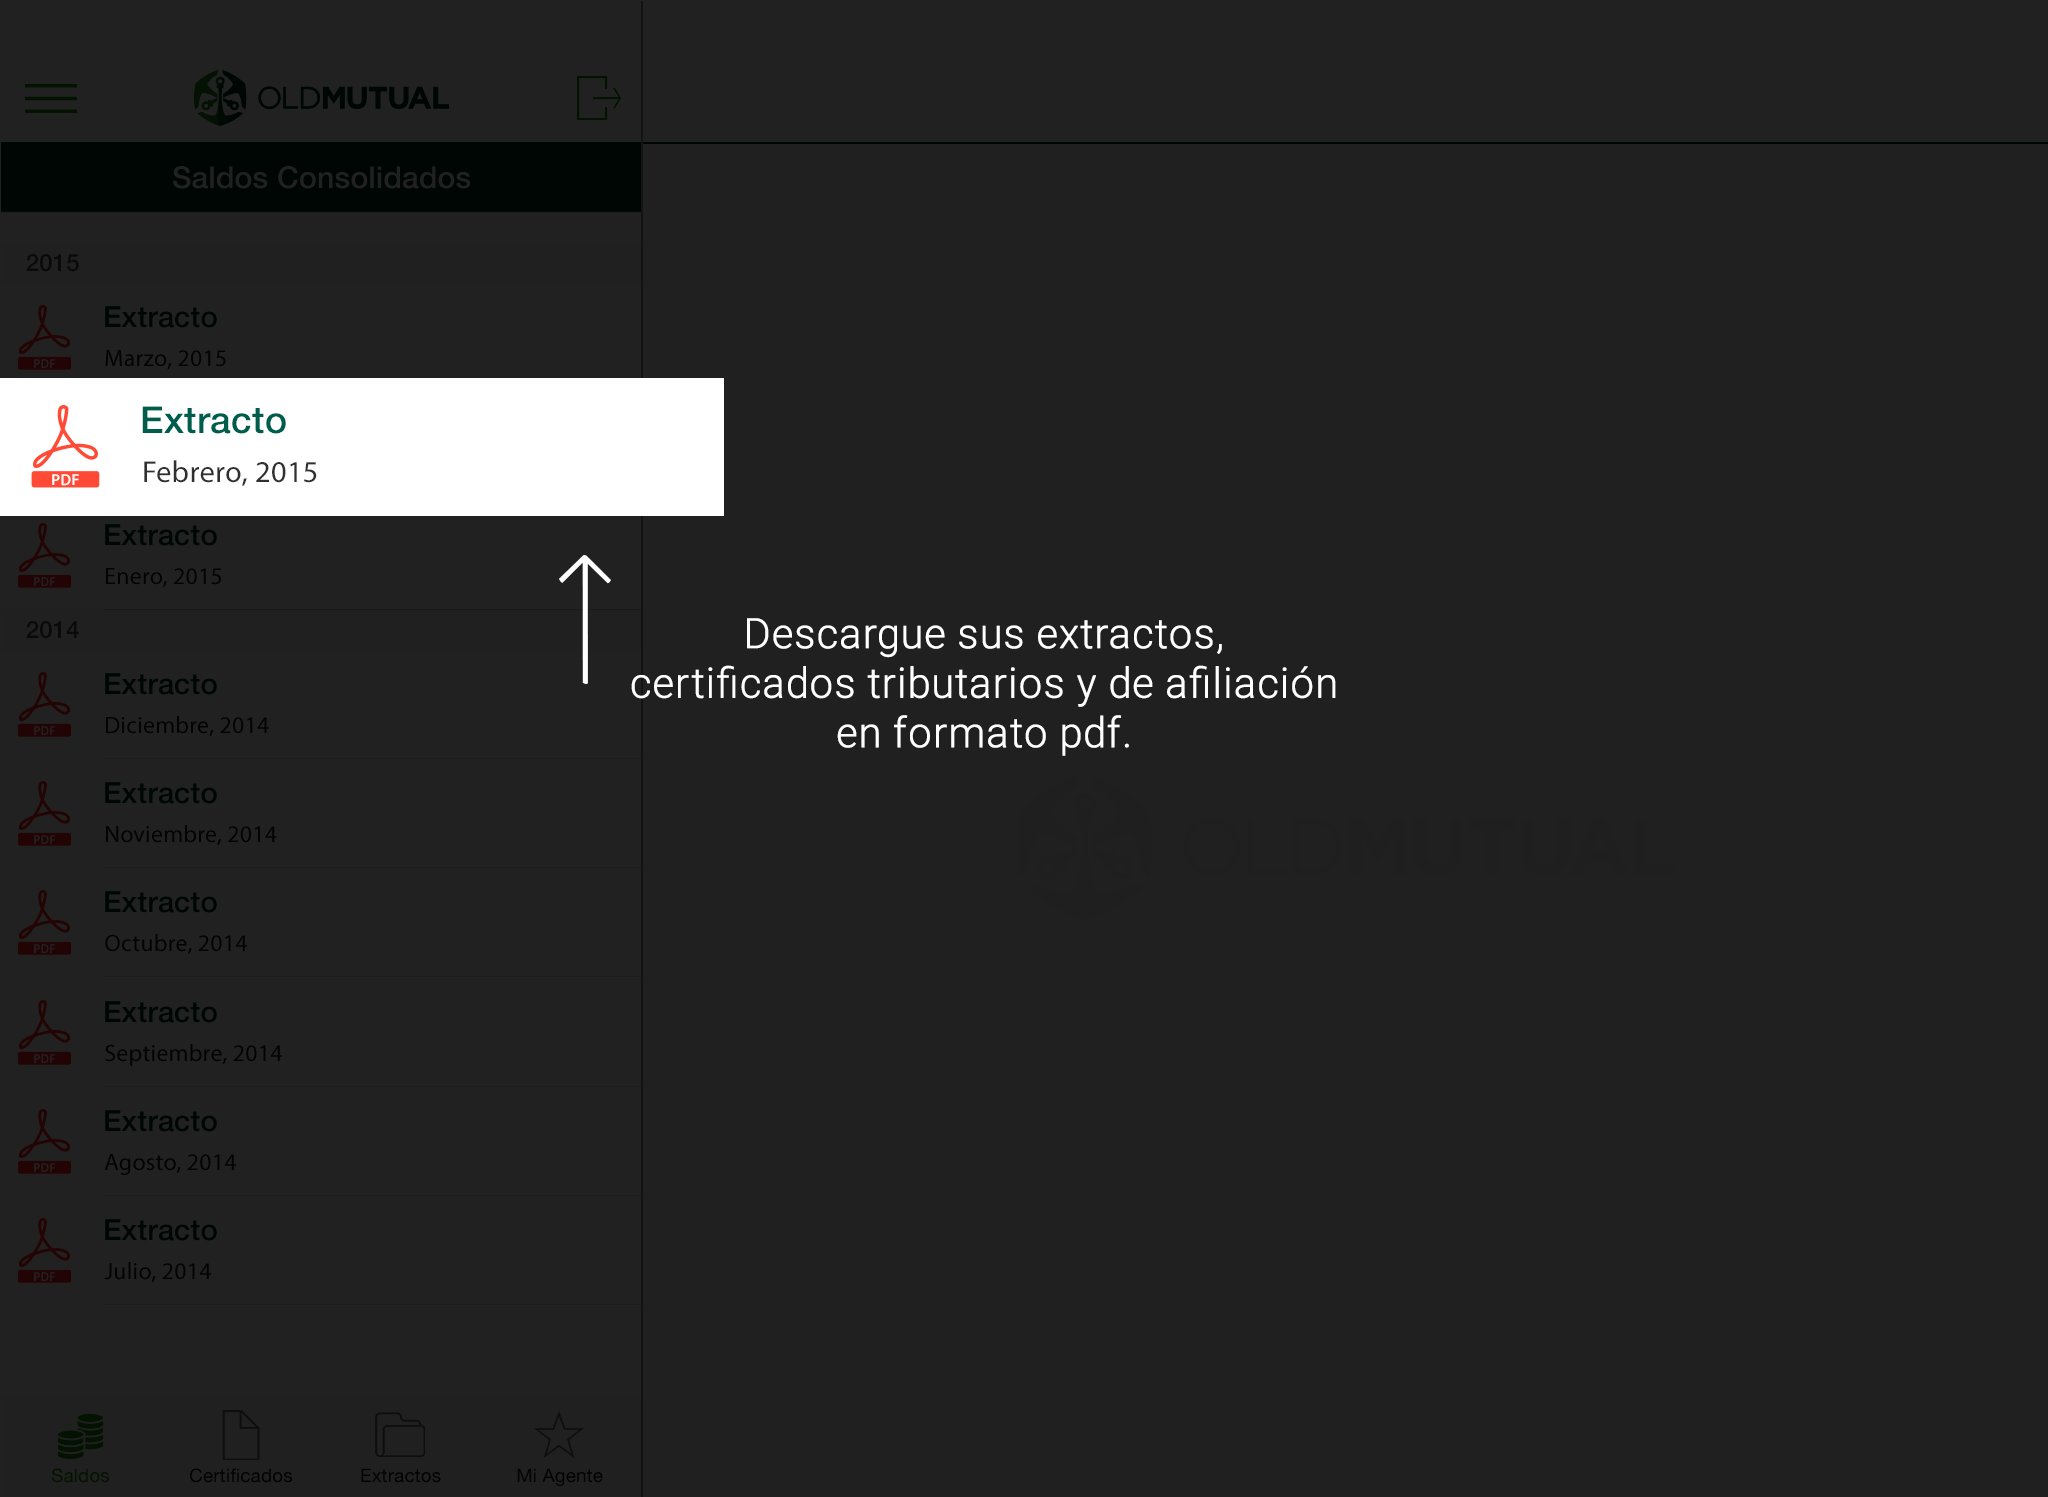 OLDMUTUAL
Saldos Consolidados
2015
Extracto
Marzo, 2015
PDF
Extracto
Febrero, 2015
PDF
Extracto
Enero, 2015
PDF
2014
Extracto
Diciembre, 2014
PDF
Extracto
Noviembre, 2014
PDF
Extracto
Octubre, 2014
PDF
Extracto
Septiembre, 2014
PDF
Extracto
Agosto, 2014
PDF
Extracto
Julio, 2014
PDF
Descargue sus extractos,
certificados tributarios y de afiliación
en formato pdf.
OLDMUTUAL
Saldos
Certificados
Extractos
Mi Agente